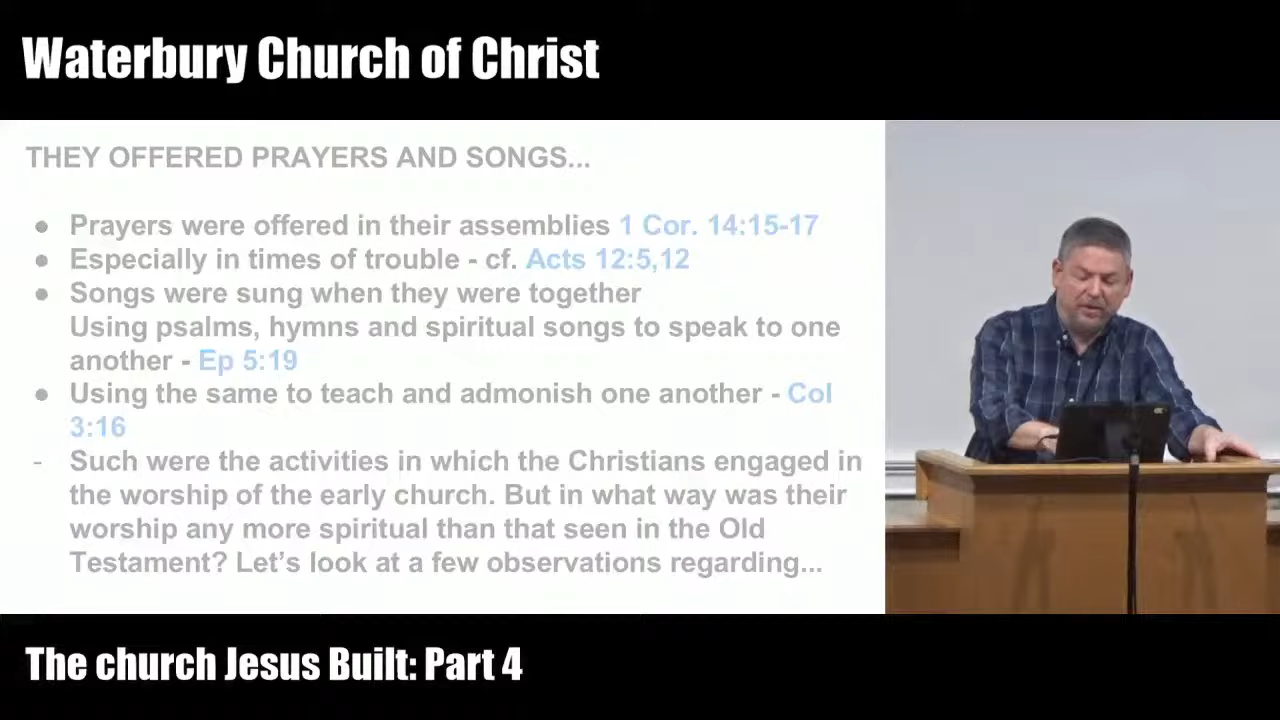 Waterbury Church of Christ
THEY OFFERED PRAYERS AND SONGS...
● Prayers were offered in their assemblies 1 Cor. 14:15-17
● Especially in times of trouble - cf. Acts 12:5,12
● Songs were sung when they were together
Using psalms, hymns and spiritual songs to speak to one
another - Ep 5:19
● Using the same to teach and admonish one another - Col
3:16
- Such were the activities in which the Christians engaged in
the worship of the early church. But in what way was their
worship any more spiritual than that seen in the Old
Testament? Let’s look at a few observations regarding...
The church Jesus Built: Part 4